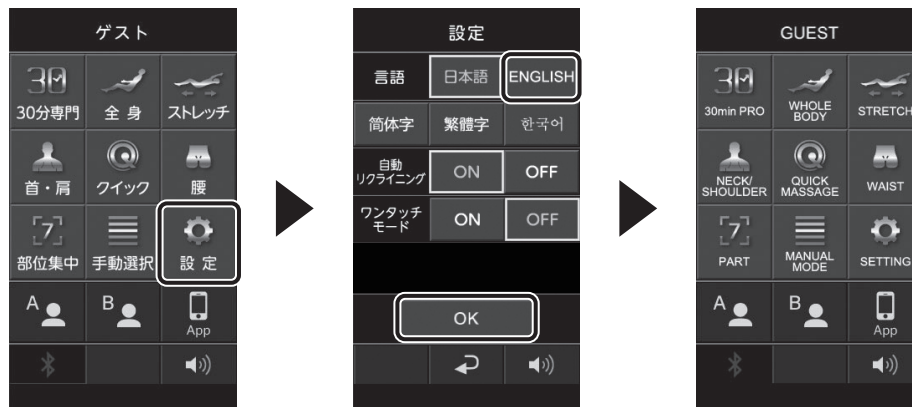 ゲスト
30
30分専門
全身
ストレッチ
首・肩
クイック
腰
7
部位集中
手動選択
設定
A
B
App
設定
言語
日本語
ENGLISH
简体字
繁體字
한국어
自動
リクライニング
ON
OFF
ワンタッチ
モード
ON
OFF
OK
GUEST
30
30min PRO
WHOLE
BODY
STRETCH
NECK/
SHOULDER
QUICK
MASSAGE
WAIST
7
PART
MANUAL
MODE
SETTING
A
B
App